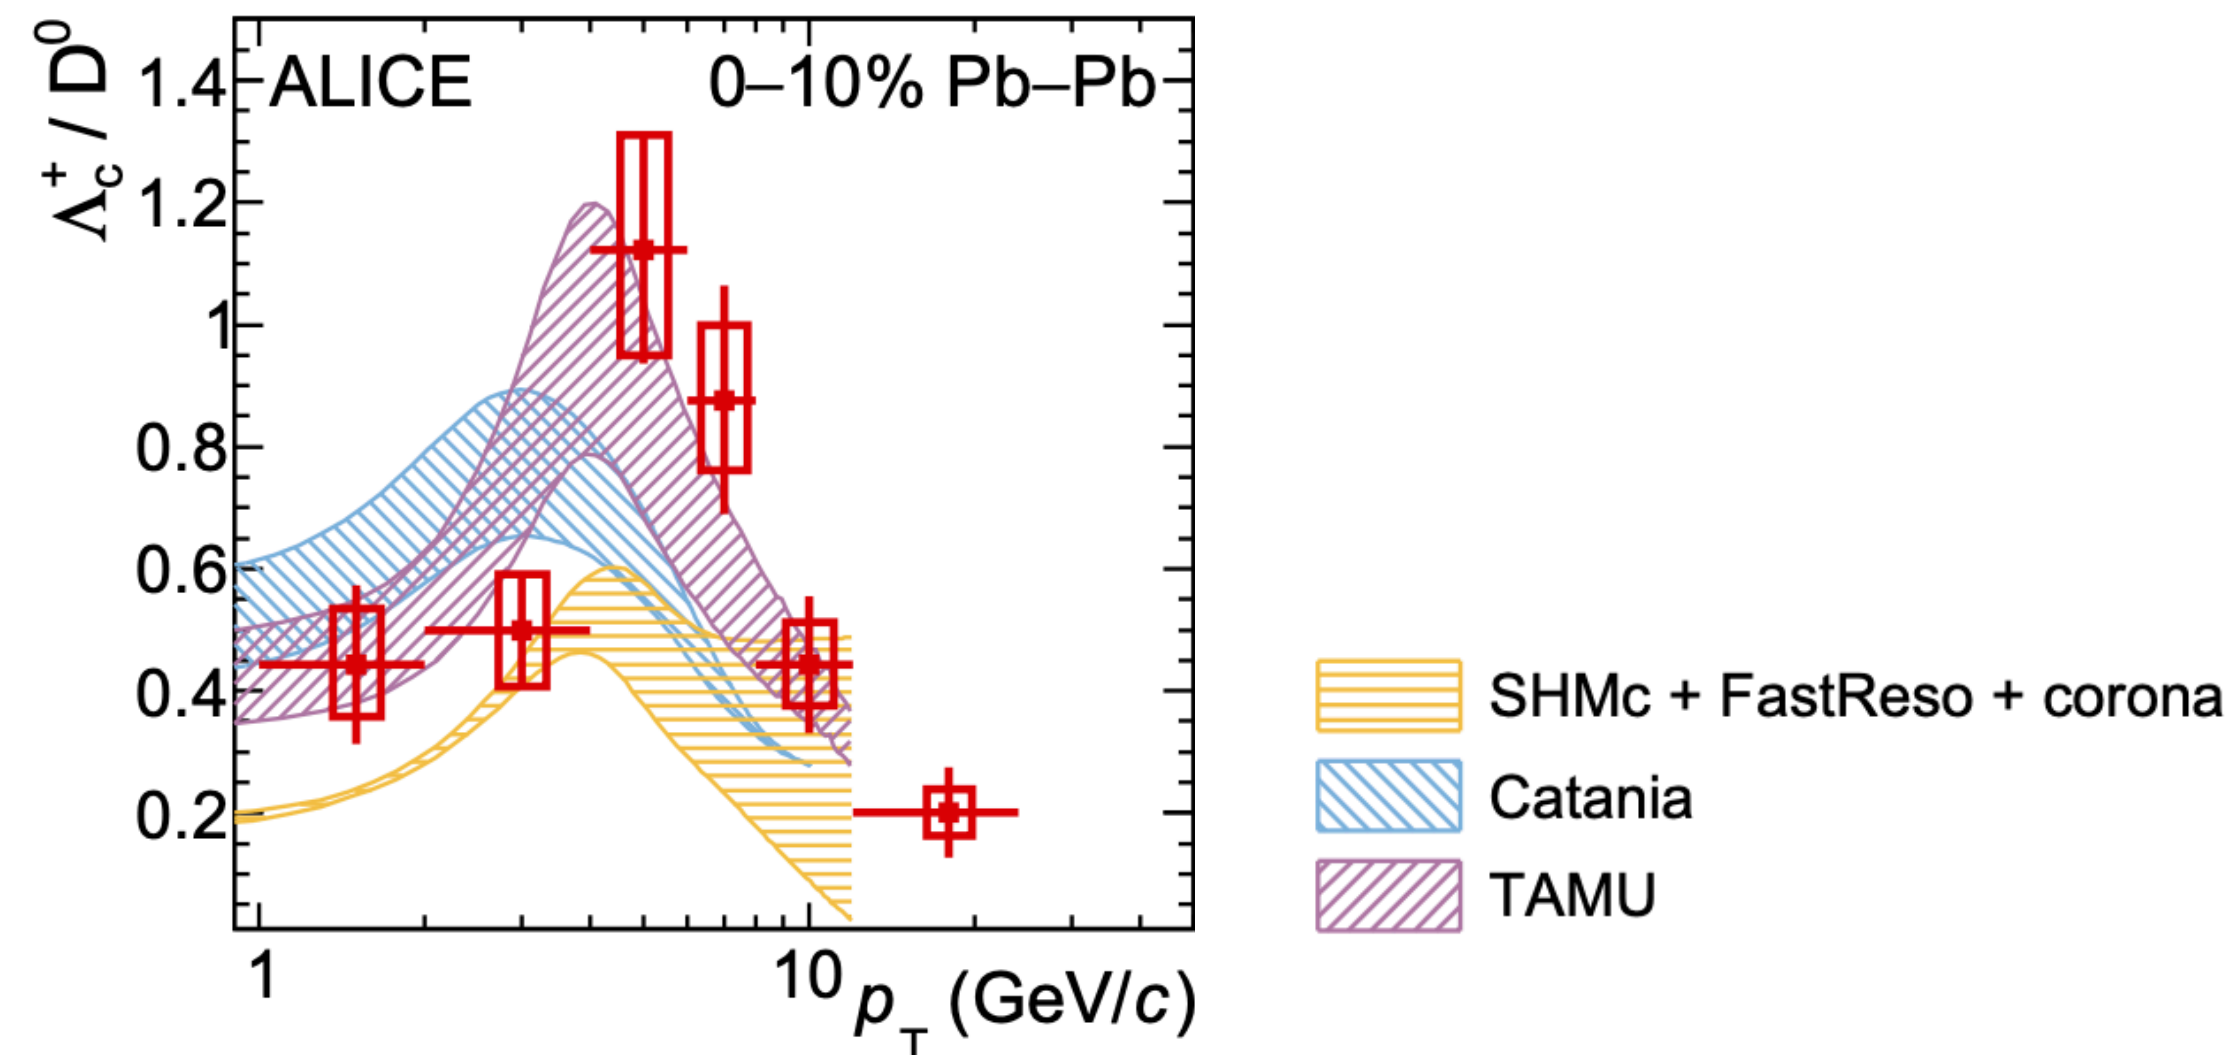 Λc+ / D0
ALICE 0–10% Pb–Pb
1.4
1.2
1
0.8
0.6
0.4
0.2
1 10
pT (GeV/c)
SHMc + FastReso + corona
Catania
TAMU